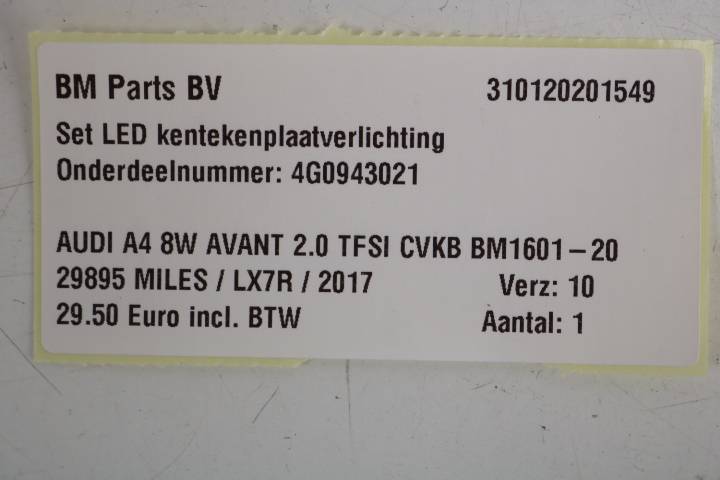 BM Parts BV 310120201549
Set LED kentekenplaatverlichting
Onderdeelnummer: 4G0943021
AUDI A4 8W AVANT 2.0 TFSI CVKB BM1601-20
29895 MILES / LX7R / 2017 Verz: 10
29.50 Euro incl. BTW Aantal: 1